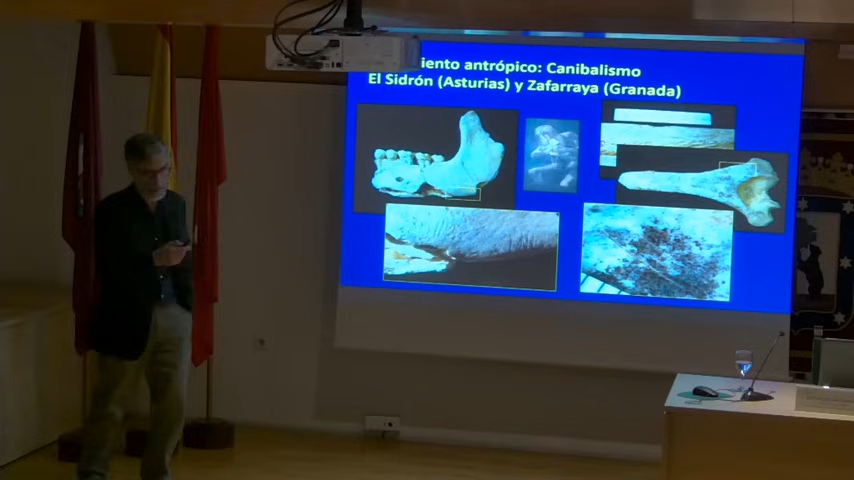 iento antrópico: Canibalismo
El Sidrón (Asturias) y Zafarraya (Granada)